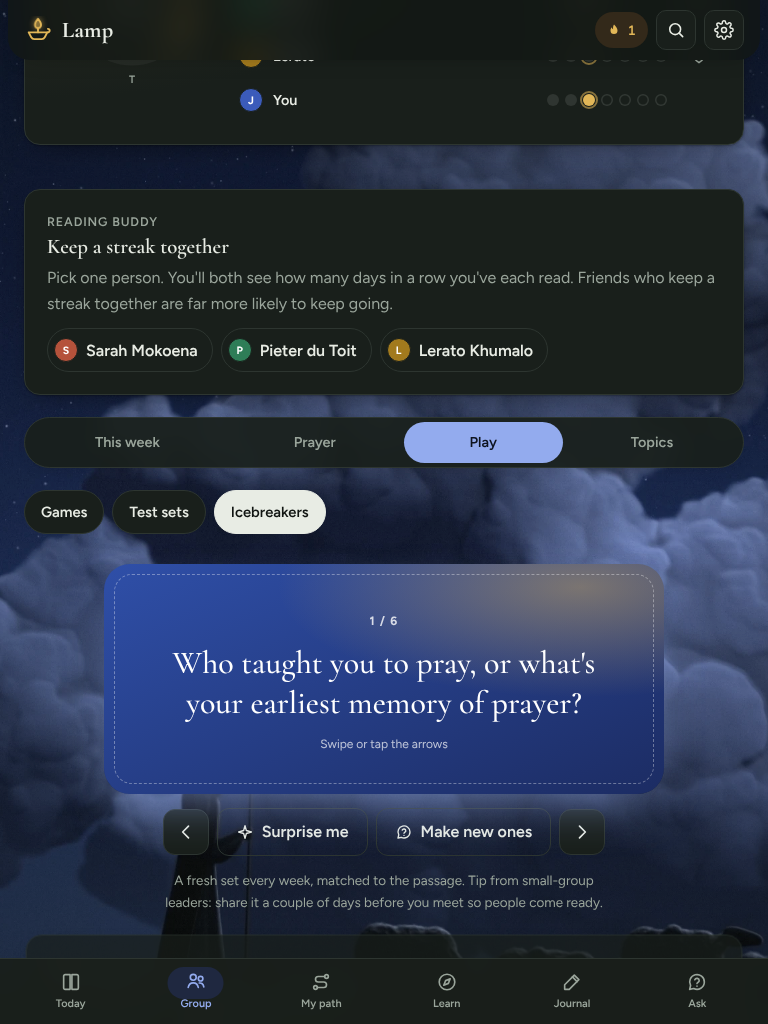 Lamp
1
T
Lerato
J
You
READING BUDDY
Keep a streak together
Pick one person. You'll both see how many days in a row you've each read. Friends who keep a
streak together are far more likely to keep going.
S Sarah Mokoena
P Pieter du Toit
L Lerato Khumalo
This week
Prayer
Play
Topics
Games
Test sets
Icebreakers
1 / 6
Who taught you to pray, or what's
your earliest memory of prayer?
Swipe or tap the arrows
Surprise me
Make new ones
A fresh set every week, matched to the passage. Tip from small-group
leaders: share it a couple of days before you meet so people come ready.
Today
Group
My path
Learn
Journal
Ask